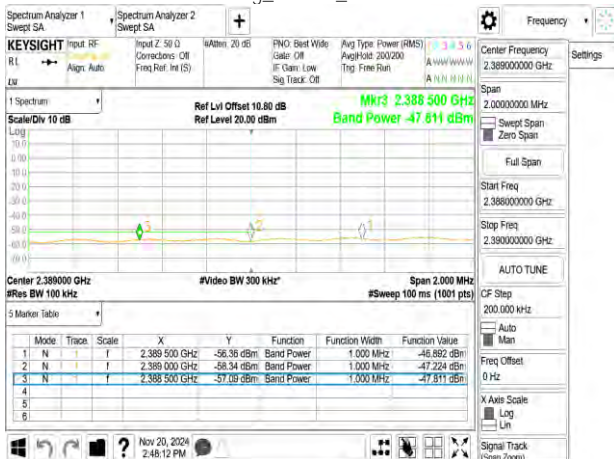 Spectrum Analyzer 1
Swept SA
Spectrum Analyzer 2
Swept SA
+
Frequency
KEYSIGHT
RL
Input: RF
Align: Auto
Input Z: 50 Ω
Corrections: Off
Freq Ref: Int (S)
#Atten: 20 dB
PNO: Best Wide
Gate: Off
IF Gain: Low
Sig Track: Off
Avg Type: Power (RMS)
Avg|Hold: 200/200
Trig: Free Run
A W W W W W
A N N N N N
1 Spectrum
Scale/Div 10 dB
Log
Ref Lvl Offset 10.80 dB
Ref Level 20.00 dBm
Mkr3 2.388 500 GHz
Band Power -47.811 dBm
3
2
1
Center 2.389000 GHz
#Res BW 100 kHz
#Video BW 300 kHz*
Span 2.000 MHz
#Sweep 100 ms (1001 pts)
5 Marker Table
Mode Trace Scale X Y Function Function Width Function Value
1 N 1 f 2.389 500 GHz -56.36 dBm Band Power 1.000 MHz -46.892 dBm
2 N 1 f 2.389 000 GHz -58.34 dBm Band Power 1.000 MHz -47.224 dBm
3 N 1 f 2.388 500 GHz -57.09 dBm Band Power 1.000 MHz -47.811 dBm
4
5
6
?
Nov 20, 2024
2:48:12 PM
Center Frequency
2.389000000 GHz
Settings
Span
2.00000000 MHz
Swept Span
Zero Span
Full Span
Start Freq
2.388000000 GHz
Stop Freq
2.390000000 GHz
AUTO TUNE
CF Step
200.000 kHz
Auto
Man
Freq Offset
0 Hz
X Axis Scale
Log
Lin
Signal Track
(Span Zoom)